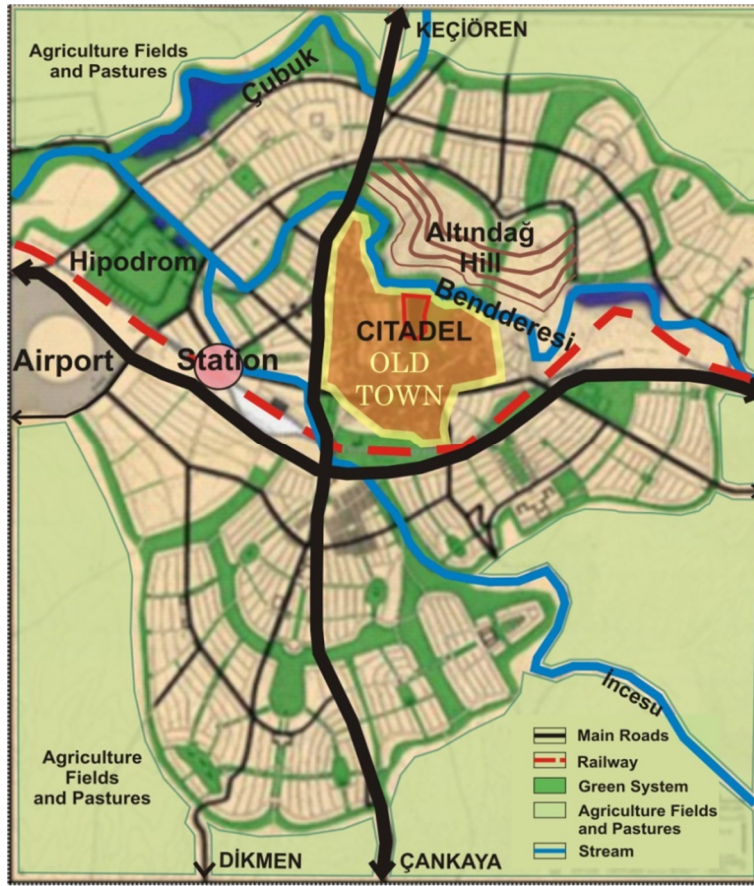 KEÇİÖREN
Agriculture Fields
and Pastures
Çubuk
Altındağ
Hill
Hipodrom
Bendderesi
CITADEL
OLD
TOWN
Airport
Station
İncesu
Main Roads
Railway
Green System
Agriculture Fields
and Pastures
Stream
Agriculture
Fields
and Pastures
DİKMEN
ÇANKAYA